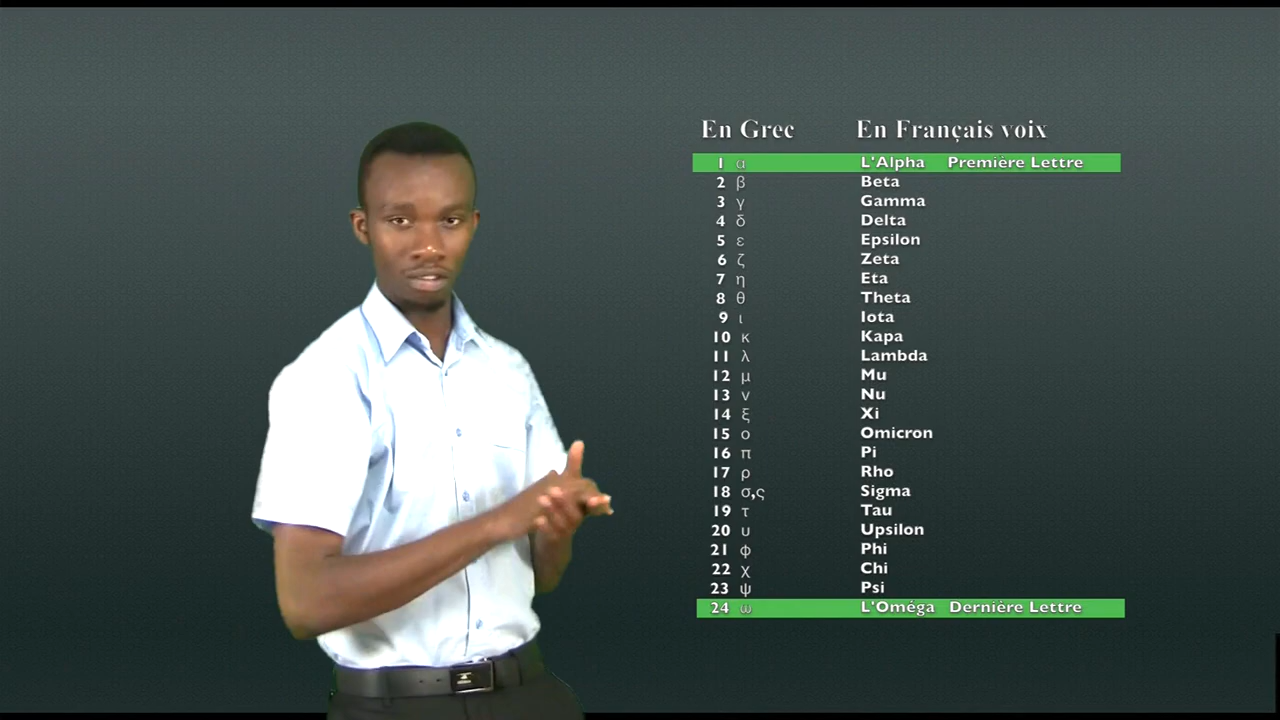 En Grec En Français voix
1 α L'Alpha Première Lettre
2 β Beta
3 γ Gamma
4 δ Delta
5 ε Epsilon
6 ζ Zeta
7 η Eta
8 θ Theta
9 ι Iota
10 κ Kapa
11 λ Lambda
12 μ Mu
13 ν Nu
14 ξ Xi
15 ο Omicron
16 π Pi
17 ρ Rho
18 σ,ς Sigma
19 τ Tau
20 υ Upsilon
21 φ Phi
22 χ Chi
23 ψ Psi
24 ω L'Oméga Dernière Lettre